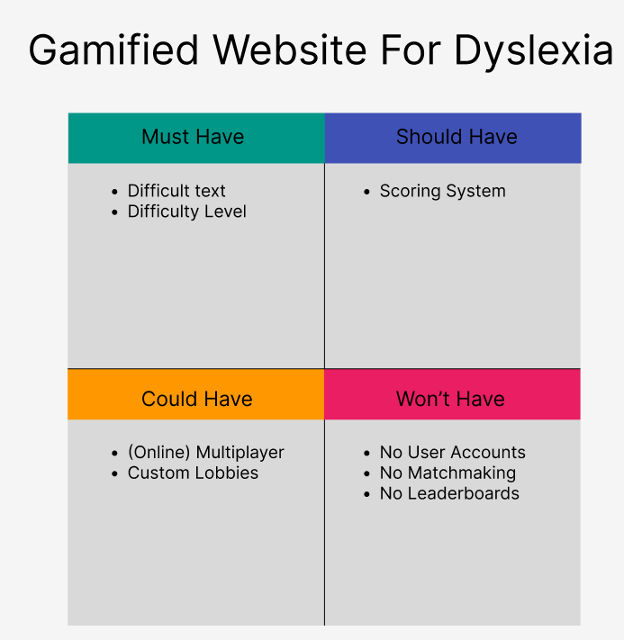 Gamified Website For Dyslexia
Must Have
Should Have
• Difficult text
• Difficulty Level
• Scoring System
Could Have
Won’t Have
• (Online) Multiplayer
• Custom Lobbies
• No User Accounts
• No Matchmaking
• No Leaderboards